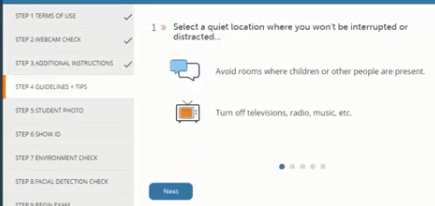 STEP 1 TERMS OF USE
STEP 2 WEBCAM CHECK
STEP 3 ADDITIONAL INSTRUCTIONS
STEP 4 GUIDELINES + TIPS
STEP 5 STUDENT PHOTO
STEP 6 SHOW ID
STEP 7 ENVIRONMENT CHECK
STEP 8 FACIAL DETECTION CHECK
STEP 9 BEGIN EXAM
1 » Select a quiet location where you won't be interrupted or
distracted...
Avoid rooms where children or other people are present.
Turn off televisions, radio, music, etc.
Next